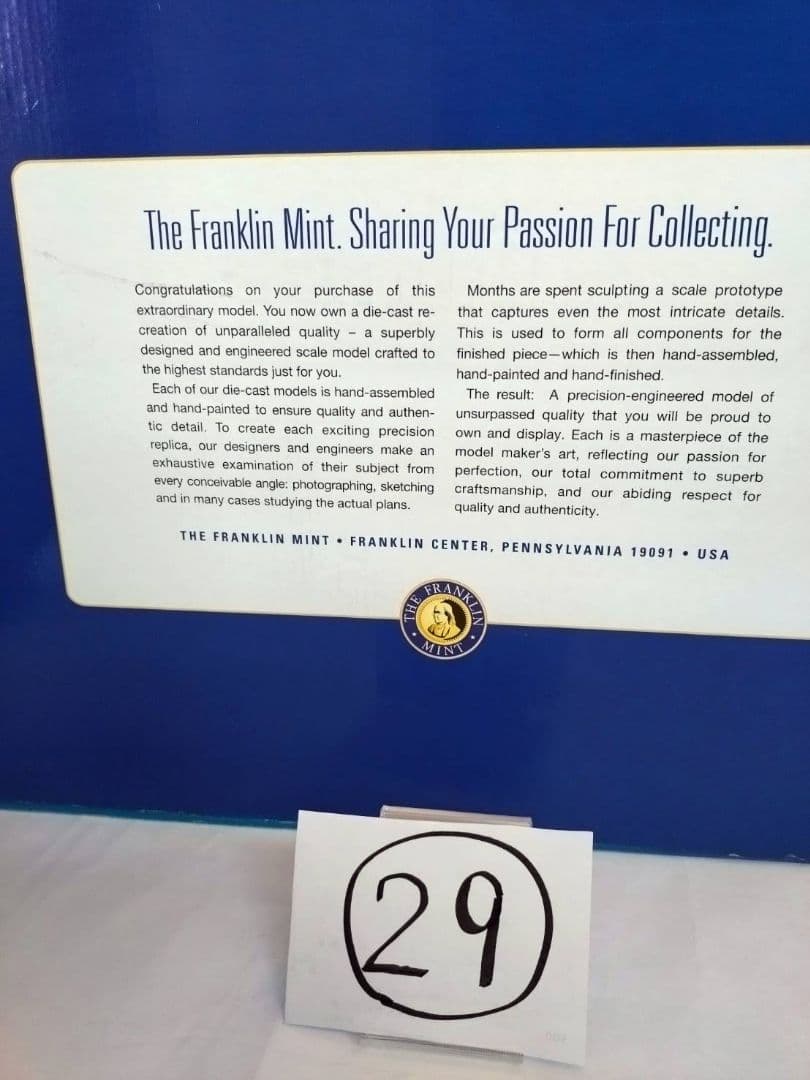 The Franklin Mint. Sharing Your Passion For Collecting.
Congratulations on your purchase of this
extraordinary model. You now own a die-cast re-
creation of unparalleled quality – a superbly
designed and engineered scale model crafted to
the highest standards just for you.
Each of our die-cast models is hand-assembled
and hand-painted to ensure quality and authen-
tic detail. To create each exciting precision
replica, our designers and engineers make an
exhaustive examination of their subject from
every conceivable angle: photographing, sketching
and in many cases studying the actual plans.
Months are spent sculpting a scale prototype
that captures even the most intricate details.
This is used to form all components for the
finished piece—which is then hand-assembled,
hand-painted and hand-finished.
The result: A precision-engineered model of
unsurpassed quality that you will be proud to
own and display. Each is a masterpiece of the
model maker's art, reflecting our passion for
perfection, our total commitment to superb
craftsmanship, and our abiding respect for
quality and authenticity.
THE FRANKLIN MINT • FRANKLIN CENTER, PENNSYLVANIA 19091 • USA
THE FRANKLIN
• MINT •
29